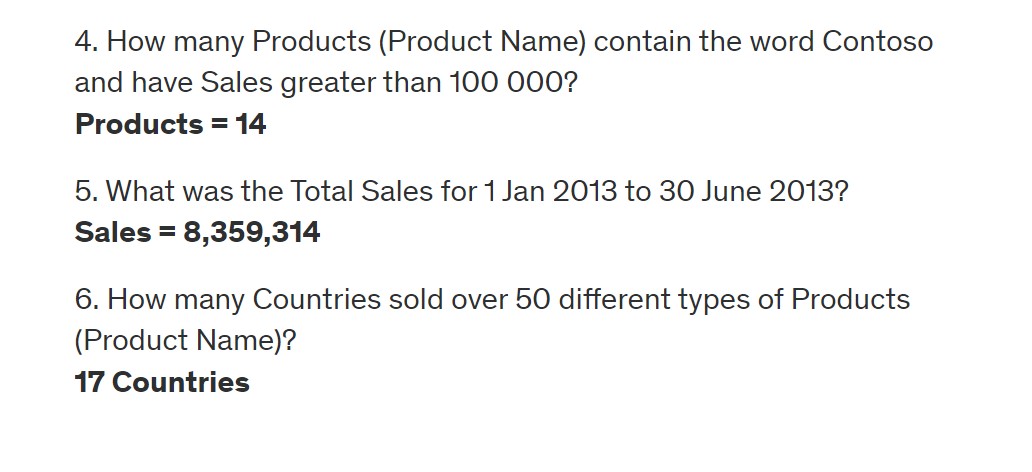 4. How many Products (Product Name) contain the word Contoso
and have Sales greater than 100 000?
Products = 14
5. What was the Total Sales for 1 Jan 2013 to 30 June 2013?
Sales = 8,359,314
6. How many Countries sold over 50 different types of Products
(Product Name)?
17 Countries